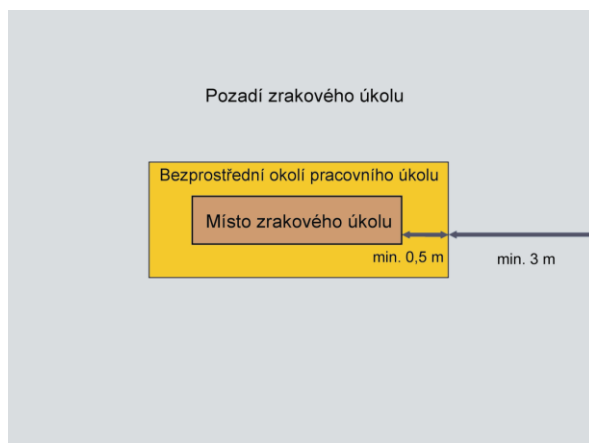 Pozadí zrakového úkolu
Bezprostřední okolí pracovního úkolu
Místo zrakového úkolu
min. 0,5 m
min. 3 m